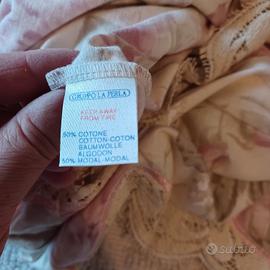 GRUPPO LA PERLA
KEEP AWAY
FROM FIRE
50% COTONE
COTTON-COTON
BAUMWOLLE
ALGODON
50% MODAL-MODAL
subito